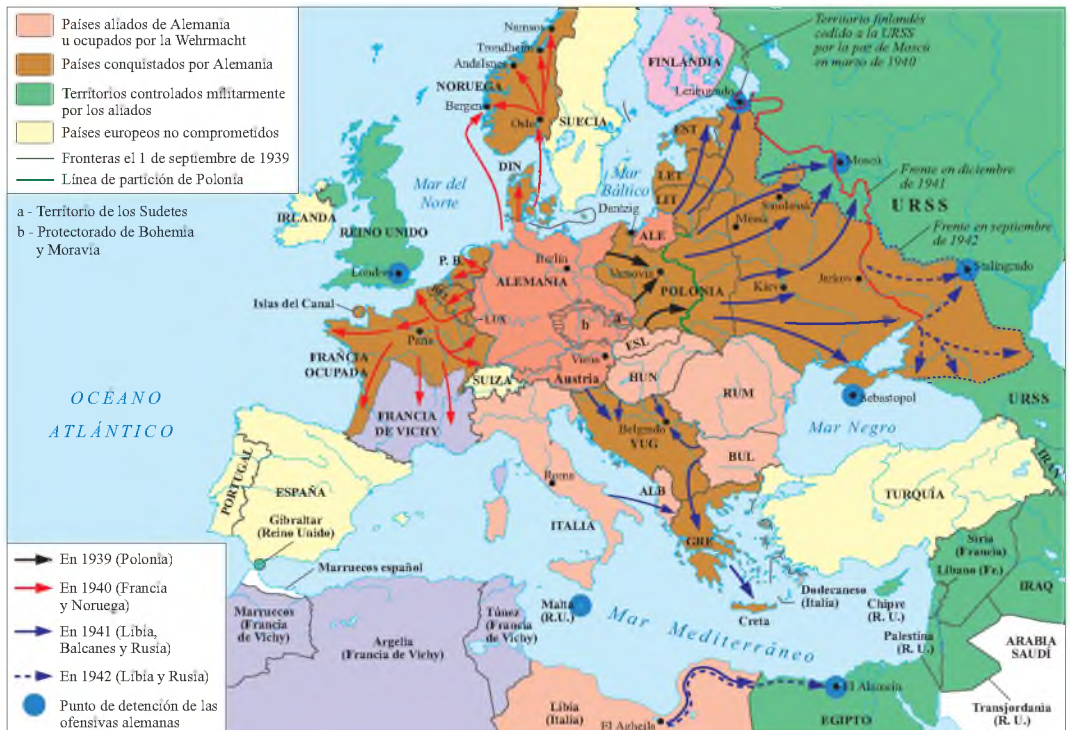 Países aliados de Alemania
u ocupados por la Wehrmacht
Países conquistados por Alemania
Territorios controlados militarmente
por los aliados
Países europeos no comprometidos
Fronteras el 1 de septiembre de 1939
Línea de partición de Polonia
a - Territorio de los Sudetes
b - Protectorado de Bohemia
y Moravia
Namsos
Trondheim
Andalsnes
NORUEGA
Bergen
Oslo
SUECIA
FINLANDIA
Leningrado
Territorio finlandés
cedido a la URSS
por la paz de Moscú
en marzo de 1940
EST
LET
LIT
DIN
Mar del
Norte
Mar
Báltico
Dantzig
ALE
Moscú
Smolensk
Minsk
Frente en diciembre
de 1941
URSS
Frente en septiembre
de 1942
Stalingrado
IRLANDA
REINO UNIDO
Londres
P. B.
BEL
LUX
Berlín
ALEMANIA
Varsovia
POLONIA
Kiev
Jarkov
Islas del Canal
París
FRANCIA
OCUPADA
a
b
ESL
Viena
Austria
SUIZA
HUN
RUM
Sebastopol
URSS
OCÉANO
ATLÁNTICO
FRANCIA
DE VICHY
Belgrado
YUG
BUL
Mar Negro
PORTUGAL
ESPAÑA
Gibraltar
(Reino Unido)
Roma
ITALIA
ALB
GRE
TURQUÍA
IRAN
Siria
(Francia)
Líbano (Fr.)
IRAQ
Marruecos español
Marruecos
(Francia
de Vichy)
Argelia
(Francia de Vichy)
Túnez
(Francia
de Vichy)
Malta
(R.U.)
Mar Mediterráneo
Creta
Dodecaneso
(Italia)
Chipre
(R. U.)
Palestina
(R. U.)
ARABIA
SAUDÍ
Transjordania
(R. U.)
Libia
(Italia)
El Agheila
El Alamein
EGIPTO
En 1939 (Polonia)
En 1940 (Francia
y Noruega)
En 1941 (Libia,
Balcanes y Rusia)
En 1942 (Libia y Rusia)
Punto de detención de las
ofensivas alemanas